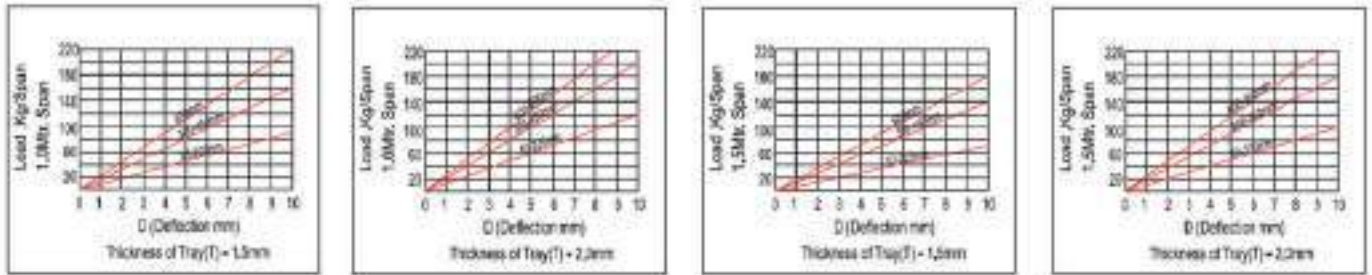 Load ,Kg/Span
1,0Mtr. Span
220
180
140
100
60
20
0 1 2 3 4 5 6 7 8 9 10
D (Deflection mm)
Thickness of Tray(T) = 1.5mm
Load ,Kg/Span
1,0Mtr. Span
220
180
140
100
60
20
0 1 2 3 4 5 6 7 8 9 10
D (Deflection mm)
Thickness of Tray(T) = 2,0mm
Load ,Kg/Span
1,5Mtr. Span
220
180
140
100
60
20
0 1 2 3 4 5 6 7 8 9 10
D (Deflection mm)
Thickness of Tray(T) = 1,5mm
Load ,Kg/Span
1,5Mtr. Span
220
180
140
100
60
20
0 1 2 3 4 5 6 7 8 9 10
D (Deflection mm)
Thickness of Tray(T) = 2,0mm